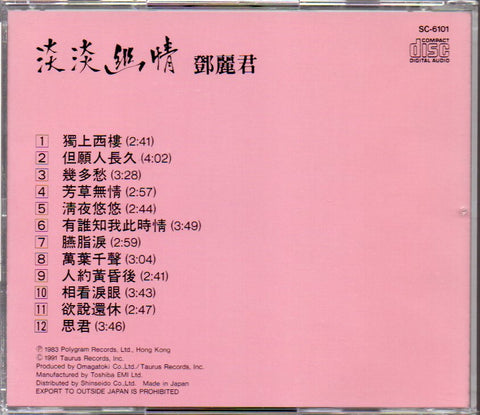 SC-6101
淡淡幽情 鄧麗君
COMPACT
disc
DIGITAL AUDIO
1 獨上西樓 (2:41)
2 但願人長久 (4:02)
3 幾多愁 (3:28)
4 芳草無情 (2:57)
5 淸夜悠悠 (2:44)
6 有誰知我此時情 (3:49)
7 臙脂淚 (2:59)
8 萬葉千聲 (3:04)
9 人約黃昏後 (2:41)
10 相看淚眼 (3:43)
11 欲說還休 (2:47)
12 思君 (3:46)
Ⓟ 1983 Polygram Records, Ltd., Hong Kong
© 1991 Taurus Records, Inc.
Produced by Omagatoki Co.,Ltd./Taurus Records, Inc.
Manufactured by Toshiba EMI Ltd.
Distributed by Shinseido Co.,Ltd. Made in Japan
EXPORT TO OUTSIDE JAPAN IS PROHIBITED